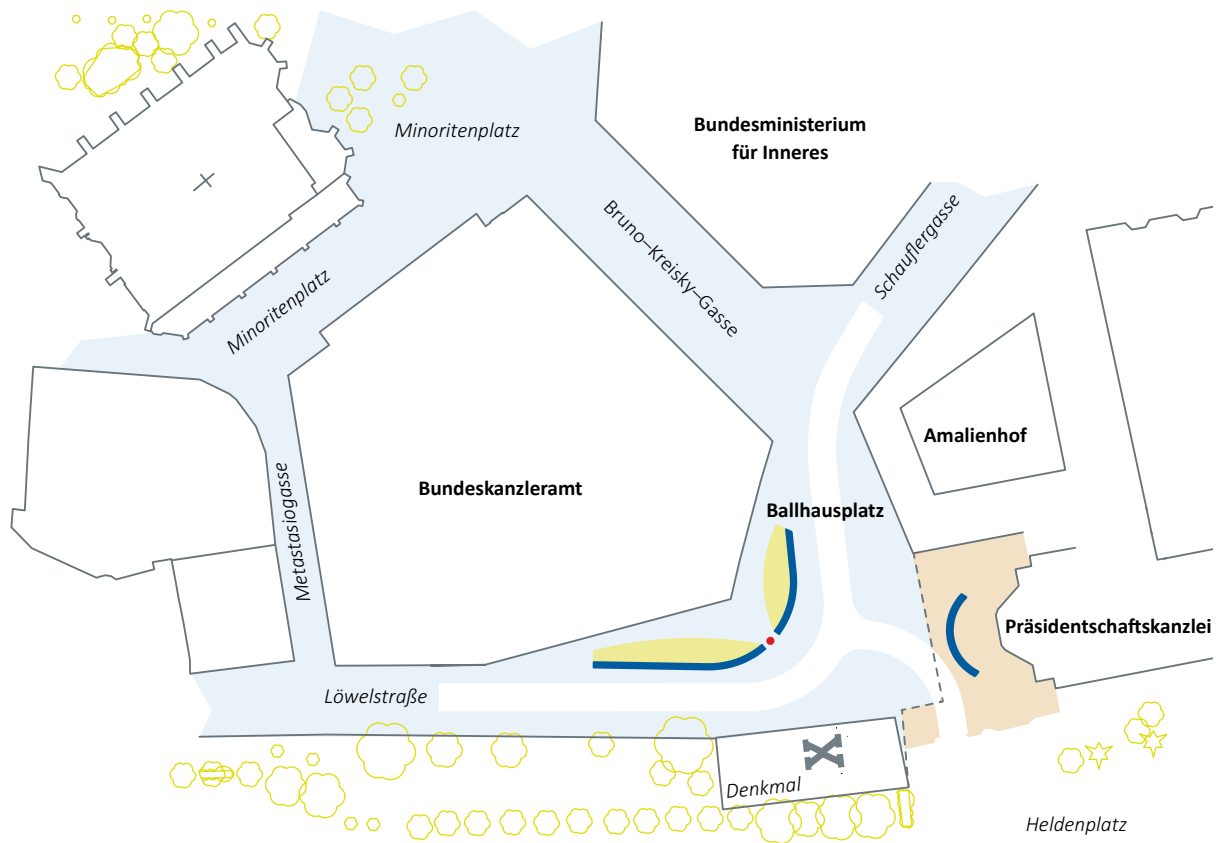 Minoritenplatz
Bundesministerium
für Inneres
Bruno–Kreisky–Gasse
Schauflergasse
Minoritenplatz
Amalienhof
Bundeskanzleramt
Ballhausplatz
Metastasiogasse
Präsidentschaftskanzlei
Löwelstraße
Denkmal
Heldenplatz